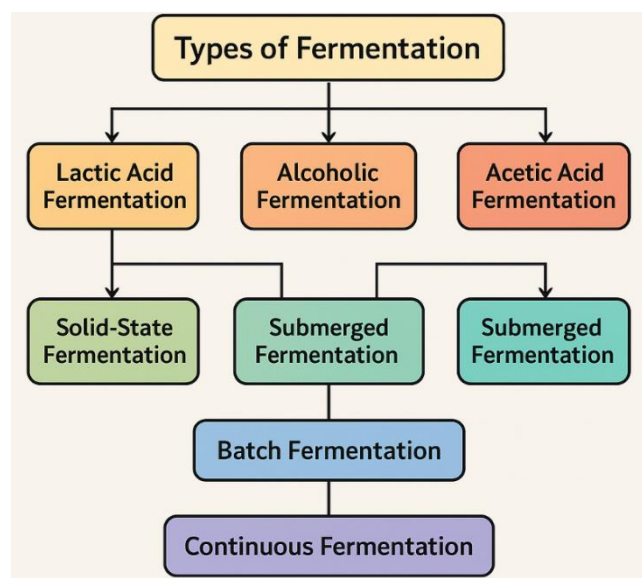 Types of Fermentation
Lactic Acid
Fermentation
Alcoholic
Fermentation
Acetic Acid
Fermentation
Solid-State
Fermentation
Submerged
Fermentation
Submerged
Fermentation
Batch Fermentation
Continuous Fermentation